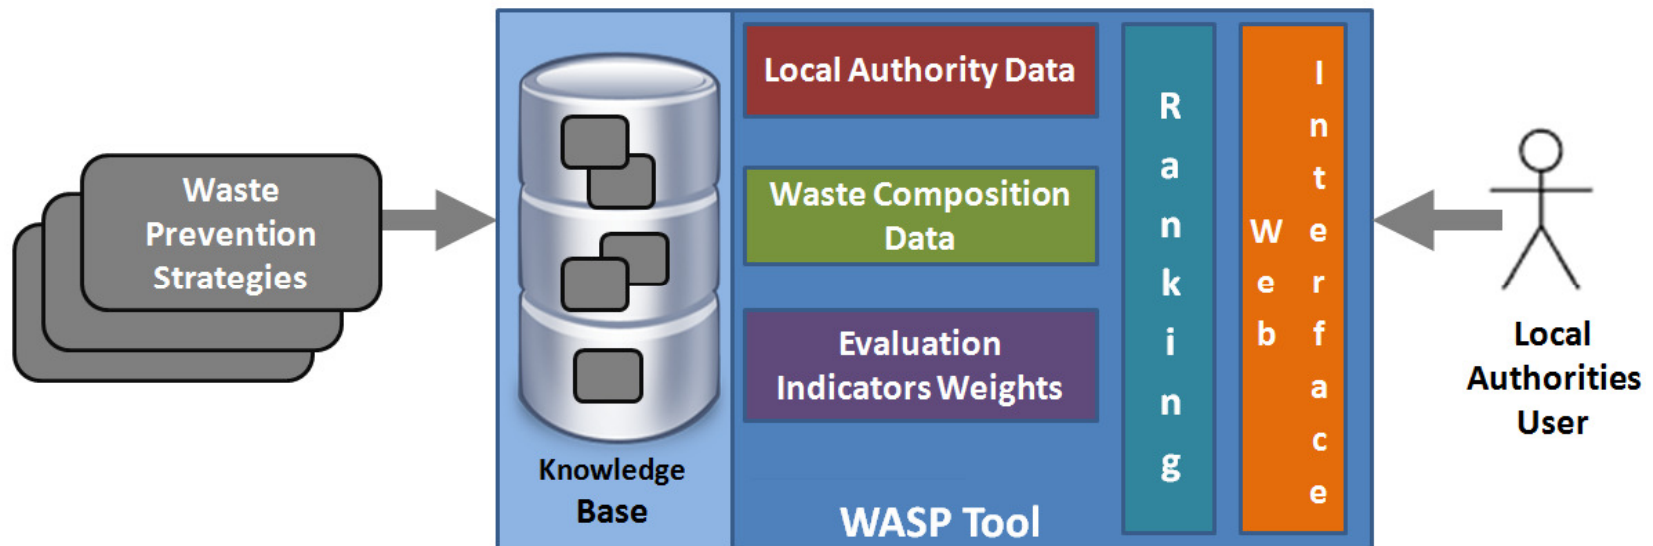 Waste
Prevention
Strategies
Knowledge
Base
Local Authority Data
Waste Composition
Data
Evaluation
Indicators Weights
WASP Tool
Ranking
Web
Interface
Local
Authorities
User